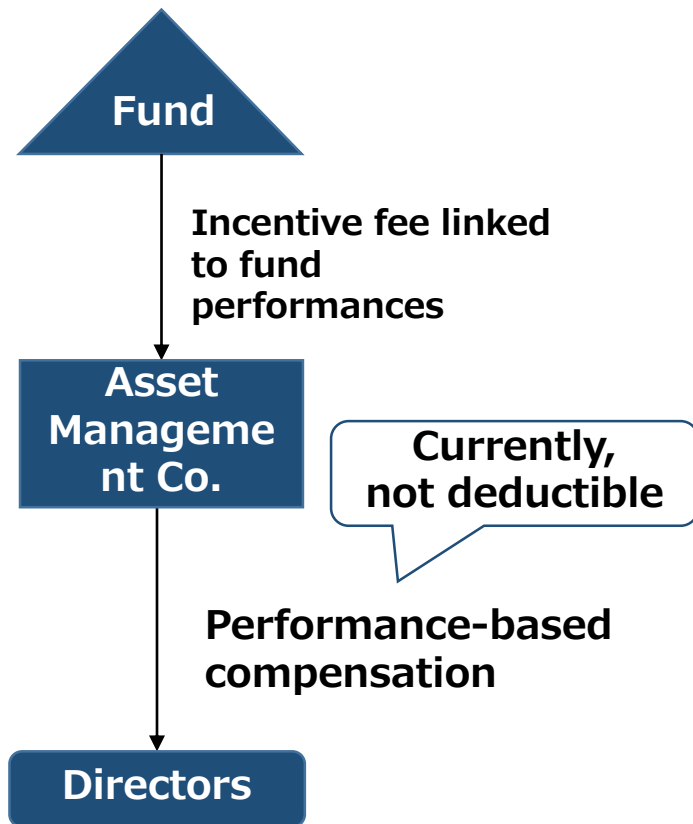 Fund
Incentive fee linked
to fund
performances
Asset
Manageme
nt Co.
Currently,
not deductible
Performance-based
compensation
Directors